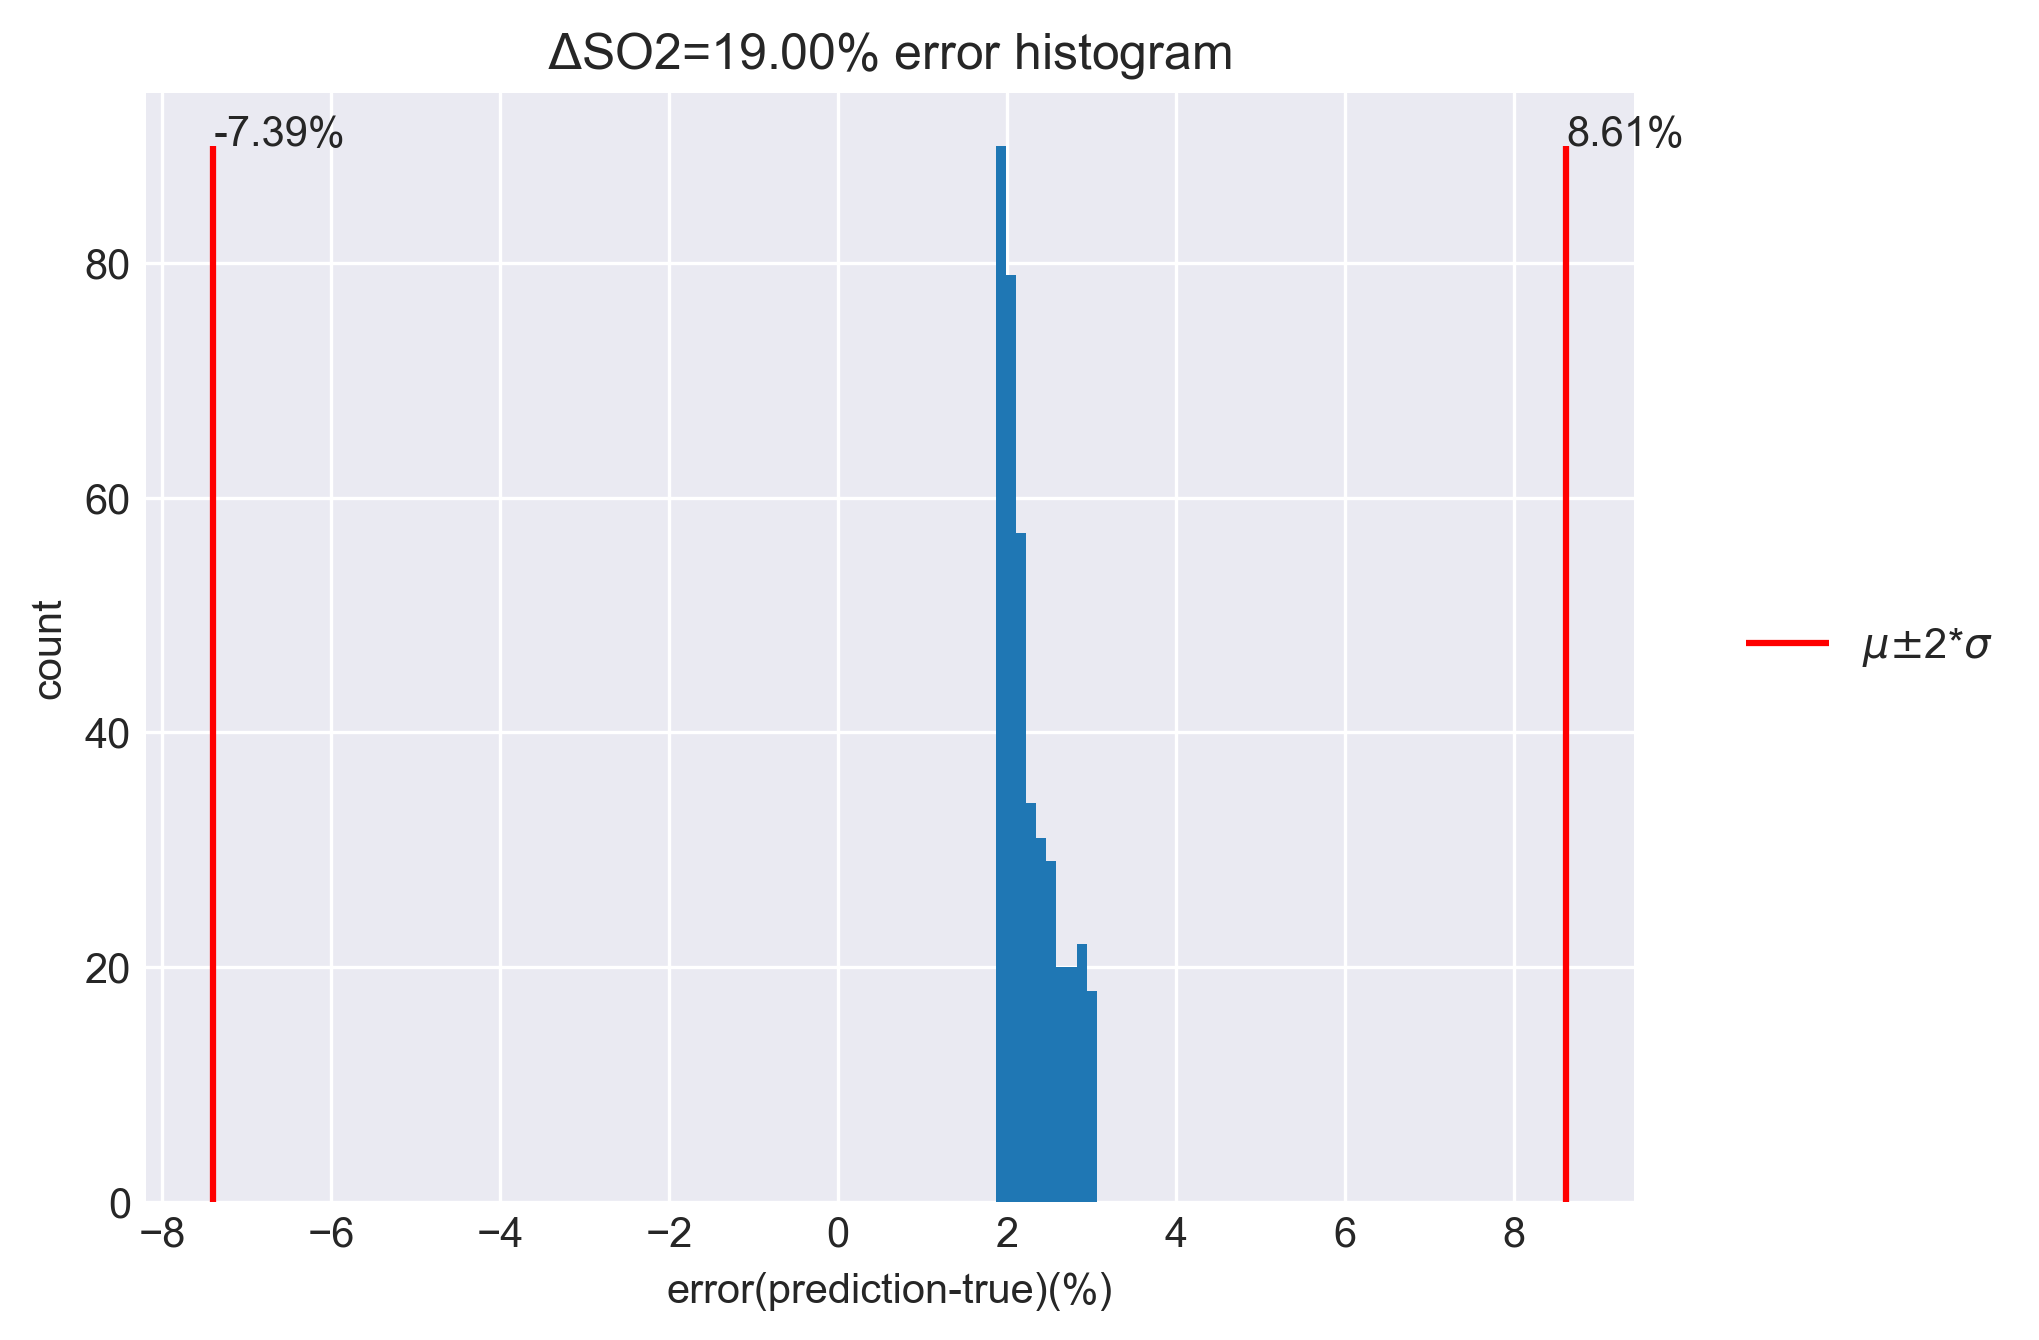 ΔSO2=19.00% error histogram
-7.39%
8.61%
80
60
40
20
0
count
−8 −6 −4 −2 0 2 4 6 8
error(prediction-true)(%)
μ±2*σ